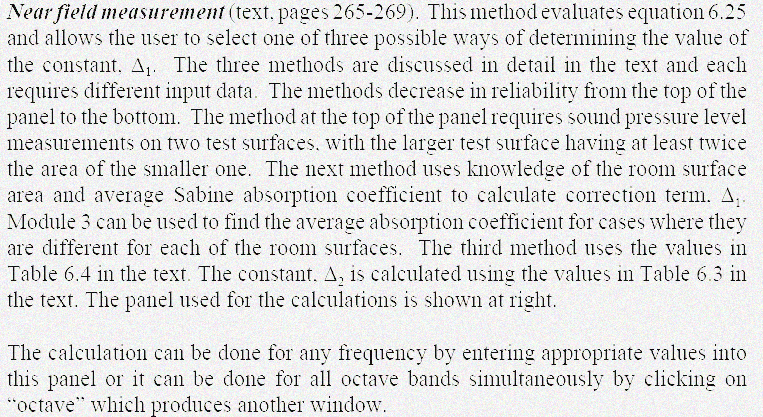 Near field measurement (text, pages 265-269). This method evaluates equation 6.25
and allows the user to select one of three possible ways of determining the value of
the constant, Δ₁. The three methods are discussed in detail in the text and each
requires different input data. The methods decrease in reliability from the top of the
panel to the bottom. The method at the top of the panel requires sound pressure level
measurements on two test surfaces, with the larger test surface having at least twice
the area of the smaller one. The next method uses knowledge of the room surface
area and average Sabine absorption coefficient to calculate correction term, Δ₁.
Module 3 can be used to find the average absorption coefficient for cases where they
are different for each of the room surfaces. The third method uses the values in
Table 6.4 in the text. The constant, Δ₂ is calculated using the values in Table 6.3 in
the text. The panel used for the calculations is shown at right.
The calculation can be done for any frequency by entering appropriate values into
this panel or it can be done for all octave bands simultaneously by clicking on
“octave” which produces another window.